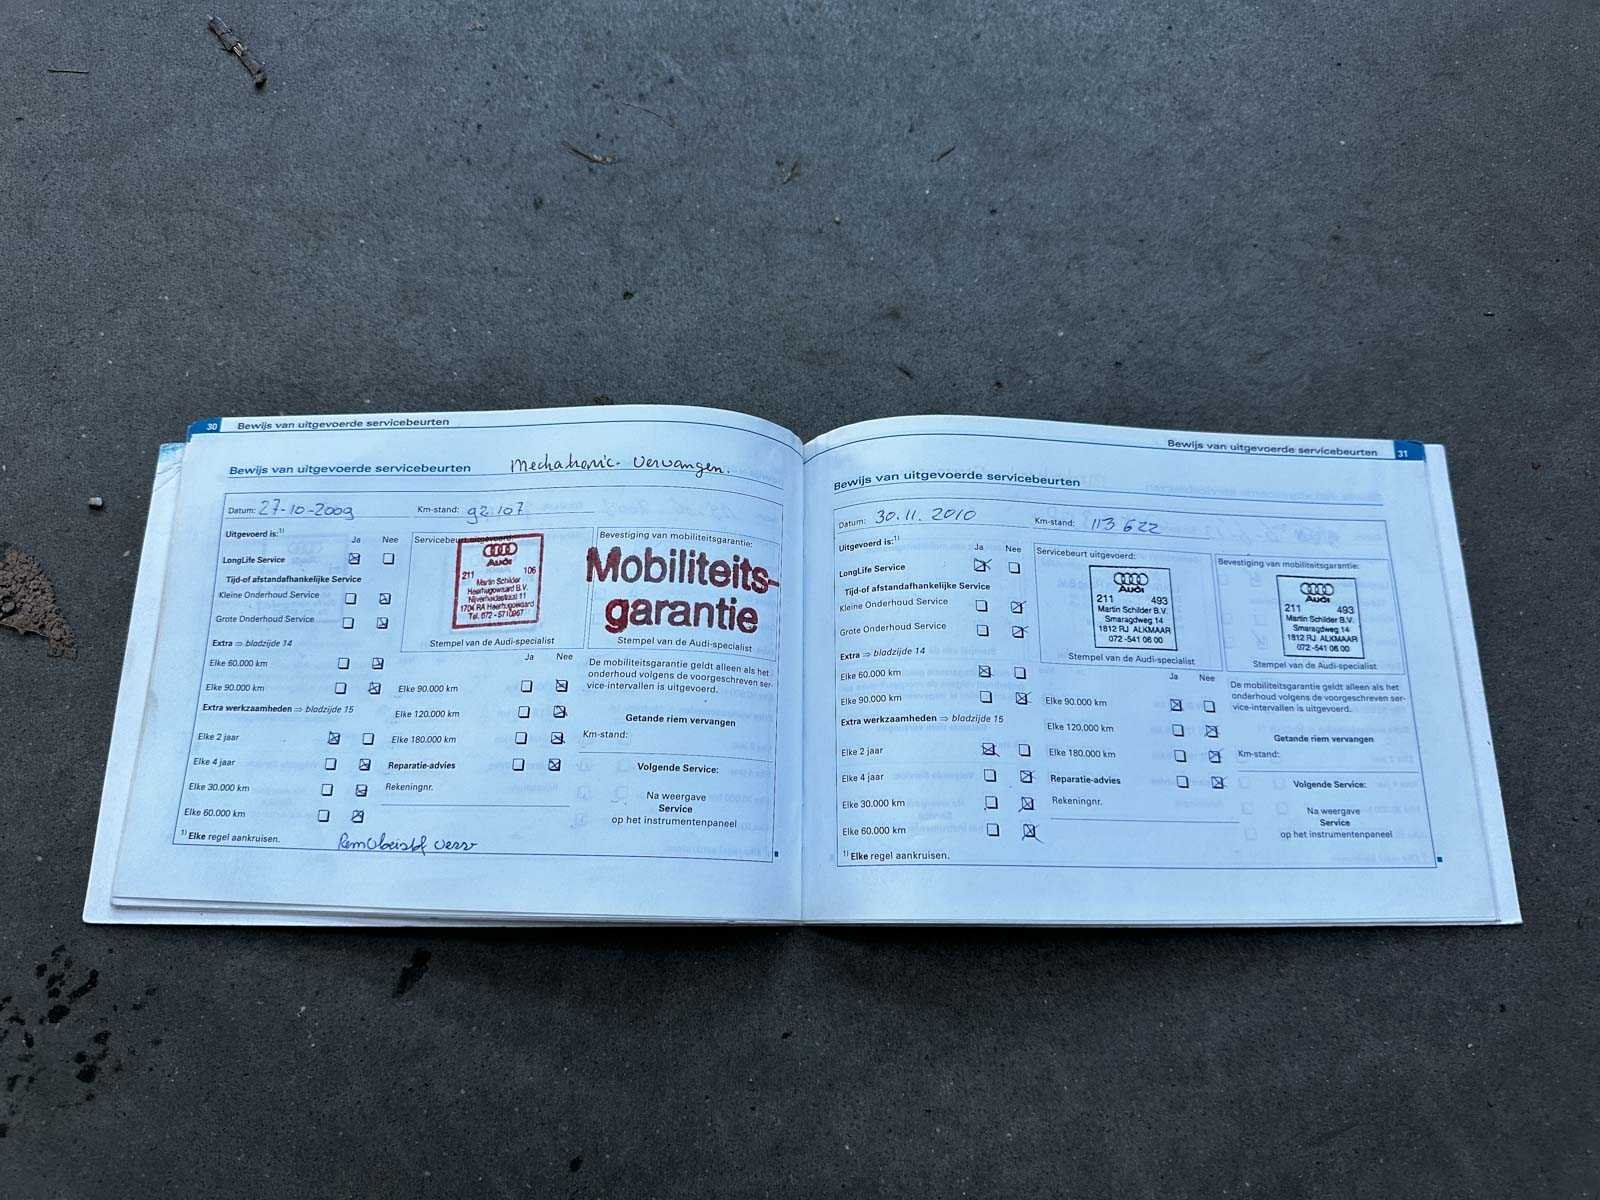 30 Bewijs van uitgevoerde servicebeurten
Bewijs van uitgevoerde servicebeurten Mechatronic. vervangen.
Datum: 27-10-2009 Km-stand: 92107
Uitgevoerd is:1)
Ja Nee
LongLife Service
Tijd-of afstandafhankelijke Service
Kleine Onderhoud Service
Grote Onderhoud Service
Extra ⇒ bladzijde 14
Elke 60.000 km
Elke 90.000 km
Extra werkzaamheden ⇒ bladzijde 15
Elke 2 jaar
Elke 4 jaar
Elke 30.000 km
Elke 60.000 km
1) Elke regel aankruisen.
Servicebeurt uitgevoerd:
Audi
211 106
Martin Schilder
Heerhugowaard B.V.
Nijverheidsstraat 11
1704 RA Heerhugowaard
Tel. 072 - 5710967
Stempel van de Audi-specialist
Ja Nee
Elke 90.000 km
Elke 120.000 km
Elke 180.000 km
Reparatie-advies
Rekeningnr.
Bevestiging van mobiliteitsgarantie:
Mobiliteits-
garantie
Stempel van de Audi-specialist
De mobiliteitsgarantie geldt alleen als het
onderhoud volgens de voorgeschreven ser-
vice-intervallen is uitgevoerd.
Getande riem vervangen
Km-stand:
Volgende Service:
Na weergave
Service
op het instrumentenpaneel
Bewijs van uitgevoerde servicebeurten 31
Bewijs van uitgevoerde servicebeurten
Datum: 30.11.2010 Km-stand: 113622
Uitgevoerd is:1)
Ja Nee
LongLife Service
Tijd-of afstandafhankelijke Service
Kleine Onderhoud Service
Grote Onderhoud Service
Extra ⇒ bladzijde 14
Elke 60.000 km
Elke 90.000 km
Extra werkzaamheden ⇒ bladzijde 15
Elke 2 jaar
Elke 4 jaar
Elke 30.000 km
Elke 60.000 km
1) Elke regel aankruisen.
Servicebeurt uitgevoerd:
Audi
211 493
Martin Schilder B.V.
Smaragdweg 14
1812 RJ ALKMAAR
072 -541 06 00
Stempel van de Audi-specialist
Ja Nee
Elke 90.000 km
Elke 120.000 km
Elke 180.000 km
Reparatie-advies
Rekeningnr.
Bevestiging van mobiliteitsgarantie:
Audi
211 493
Martin Schilder B.V.
Smaragdweg 14
1812 RJ ALKMAAR
072 -541 06 00
Stempel van de Audi-specialist
De mobiliteitsgarantie geldt alleen als het
onderhoud volgens de voorgeschreven ser-
vice-intervallen is uitgevoerd.
Getande riem vervangen
Km-stand:
Volgende Service:
Na weergave
Service
op het instrumentenpaneel